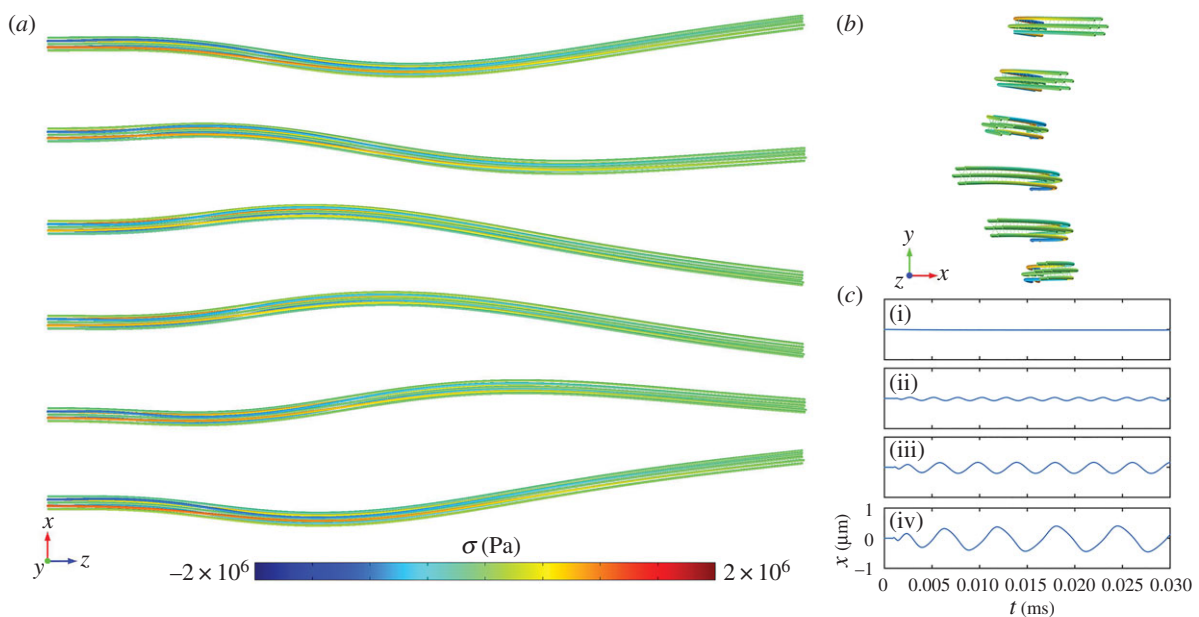 (a)
x
y z
σ (Pa)
−2 × 10⁶ 2 × 10⁶
(b)
y
z x
(c)
(i)
(ii)
(iii)
(iv)
x (μm)
1
0
−1
0 0.005 0.010 0.015 0.020 0.025 0.030
t (ms)